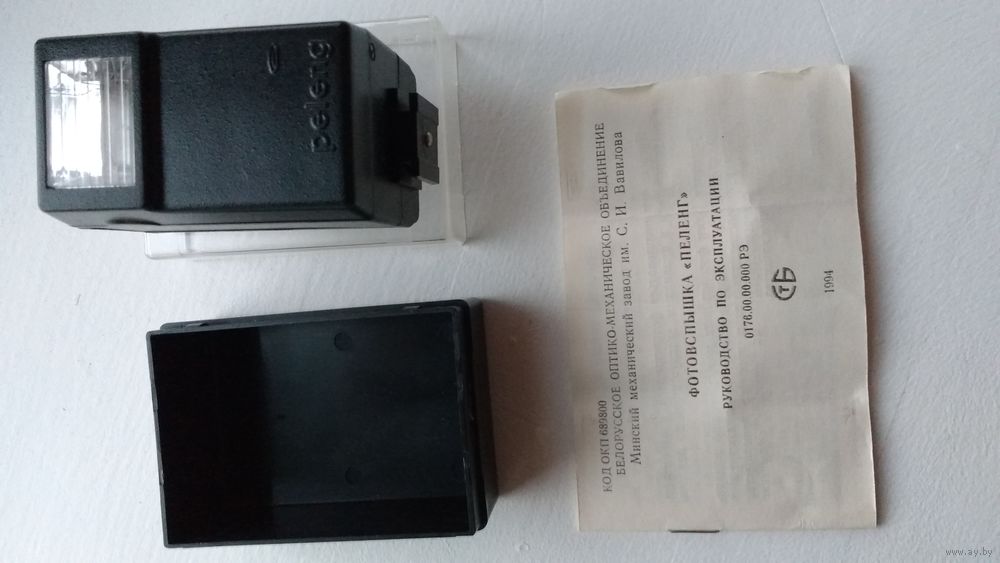 peleng
КОД ОКП 689800
БЕЛОРУССКОЕ ОПТИКО-МЕХАНИЧЕСКОЕ ОБЪЕДИНЕНИЕ
Минский механический завод им. С. И. Вавилова
ФОТОВСПЫШКА «ПЕЛЕНГ»
РУКОВОДСТВО ПО ЭКСПЛУАТАЦИИ
0176.00.00.000 РЭ
СТБ
1994
www.ay.by